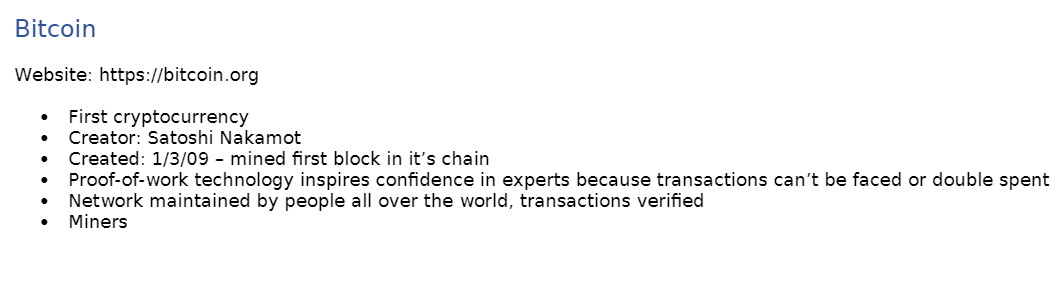 Bitcoin
Website: https://bitcoin.org
• First cryptocurrency
• Creator: Satoshi Nakamot
• Created: 1/3/09 – mined first block in it’s chain
• Proof-of-work technology inspires confidence in experts because transactions can’t be faced or double spent
• Network maintained by people all over the world, transactions verified
• Miners